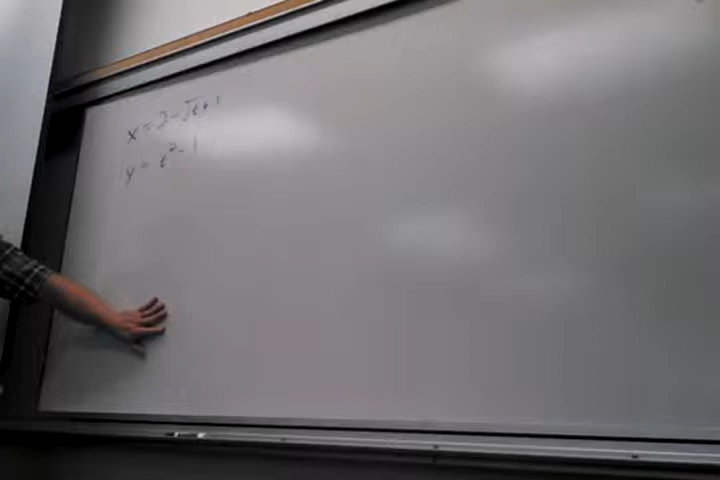 x = 2 - √t+1
y = t² - 1